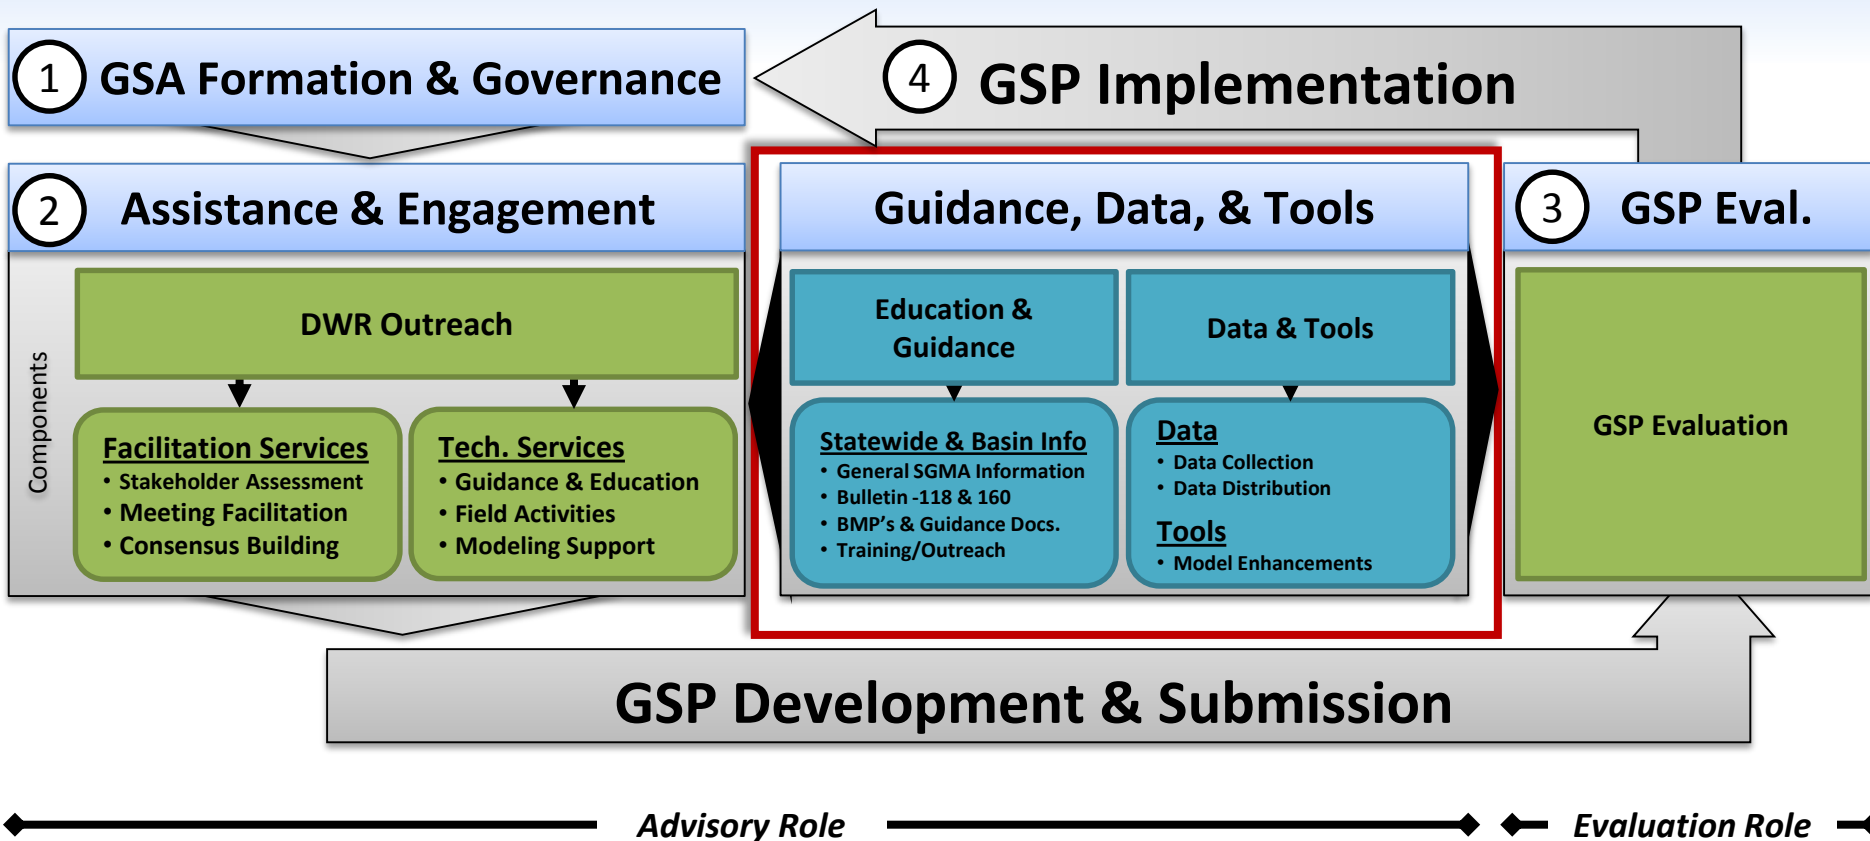 1 GSA Formation & Governance
4 GSP Implementation
2 Assistance & Engagement
Guidance, Data, & Tools
3 GSP Eval.
Components
DWR Outreach
Facilitation Services
• Stakeholder Assessment
• Meeting Facilitation
• Consensus Building
Tech. Services
• Guidance & Education
• Field Activities
• Modeling Support
Education &
Guidance
Statewide & Basin Info
• General SGMA Information
• Bulletin -118 & 160
• BMP's & Guidance Docs.
• Training/Outreach
Data & Tools
Data
• Data Collection
• Data Distribution
Tools
• Model Enhancements
GSP Evaluation
GSP Development & Submission
Advisory Role
Evaluation Role